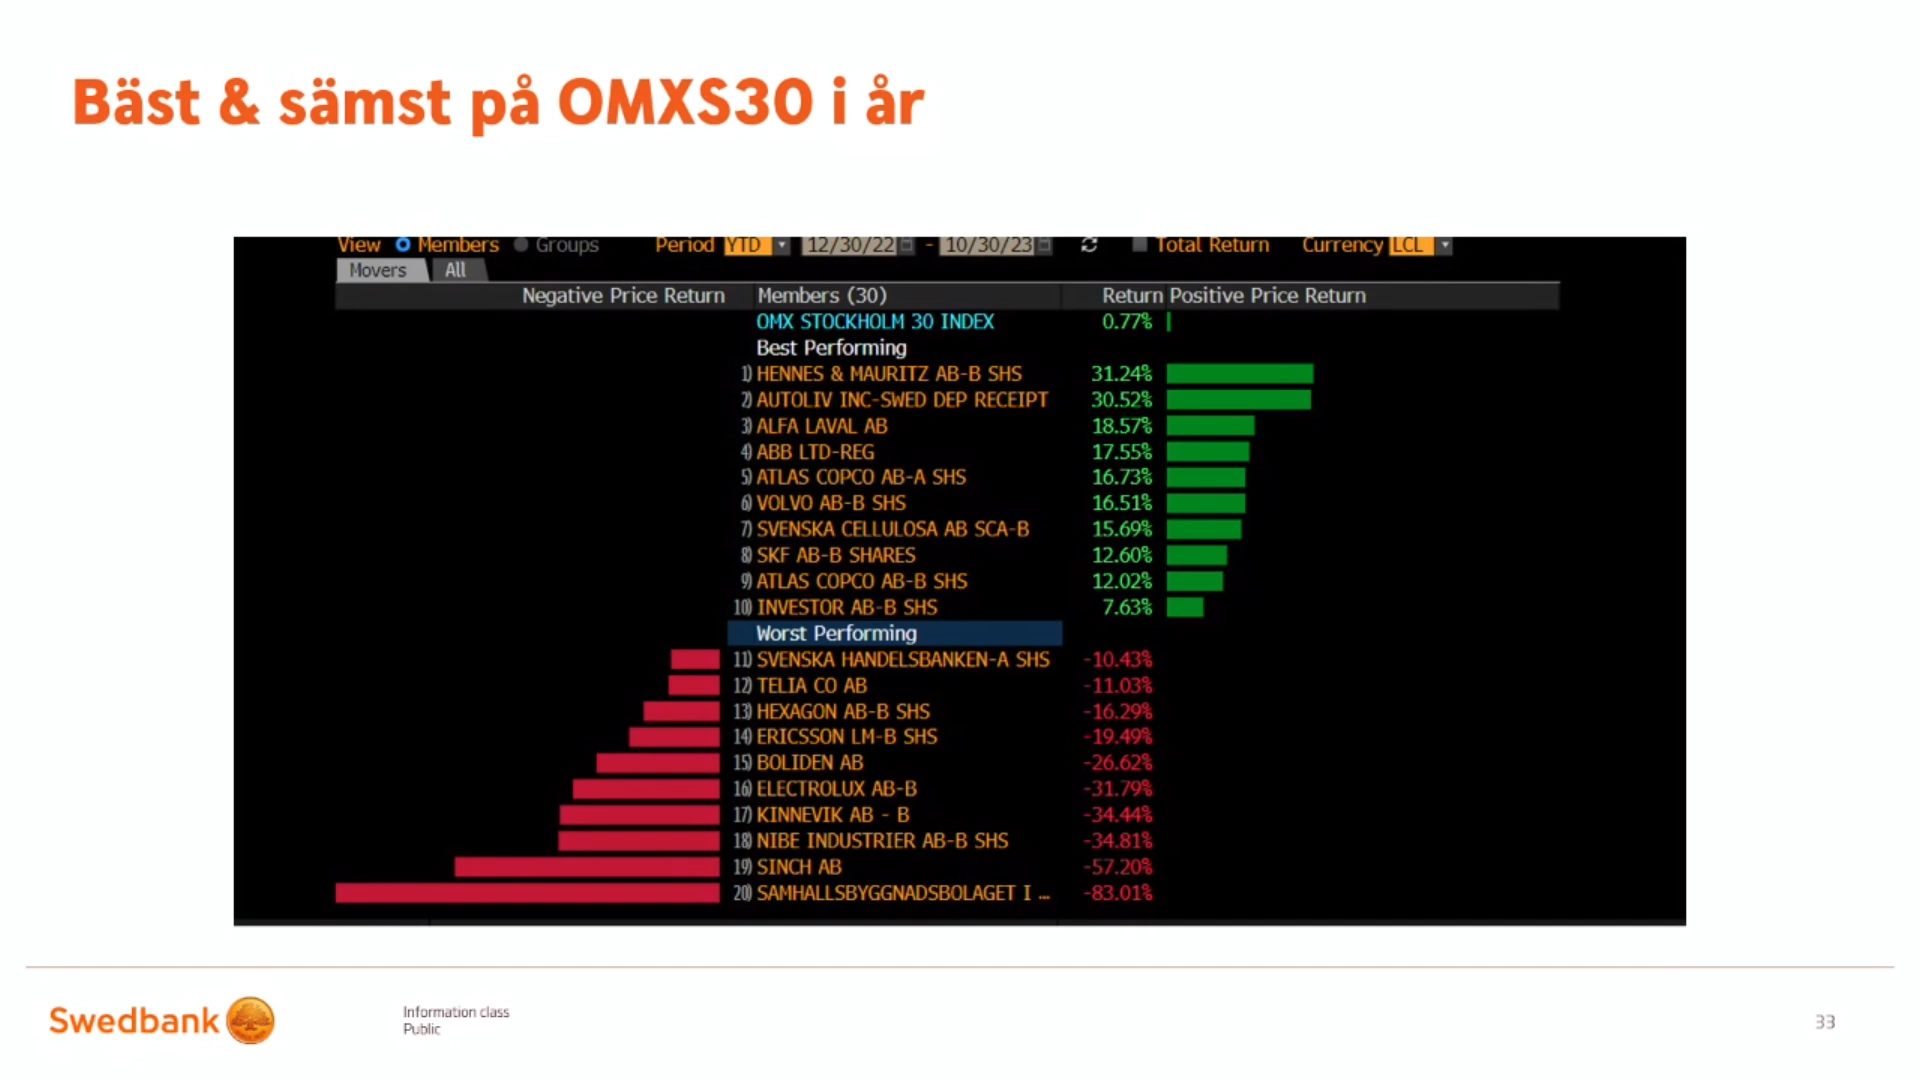 Bäst & sämst på OMXS30 i år
View Members Groups Period YTD 12/30/22 - 10/30/23 Total Return Currency LCL
Movers All
Negative Price Return Members (30) Return Positive Price Return
OMX STOCKHOLM 30 INDEX 0.77%
Best Performing
1) HENNES & MAURITZ AB-B SHS 31.24%
2) AUTOLIV INC-SWED DEP RECEIPT 30.52%
3) ALFA LAVAL AB 18.57%
4) ABB LTD-REG 17.55%
5) ATLAS COPCO AB-A SHS 16.73%
6) VOLVO AB-B SHS 16.51%
7) SVENSKA CELLULOSA AB SCA-B 15.69%
8) SKF AB-B SHARES 12.60%
9) ATLAS COPCO AB-B SHS 12.02%
10) INVESTOR AB-B SHS 7.63%
Worst Performing
11) SVENSKA HANDELSBANKEN-A SHS -10.43%
12) TELIA CO AB -11.03%
13) HEXAGON AB-B SHS -16.29%
14) ERICSSON LM-B SHS -19.49%
15) BOLIDEN AB -26.62%
16) ELECTROLUX AB-B -31.79%
17) KINNEVIK AB - B -34.44%
18) NIBE INDUSTRIER AB-B SHS -34.81%
19) SINCH AB -57.20%
20) SAMHALLSBYGGNADSBOLAGET I ... -83.01%
Swedbank
Information class
Public
33